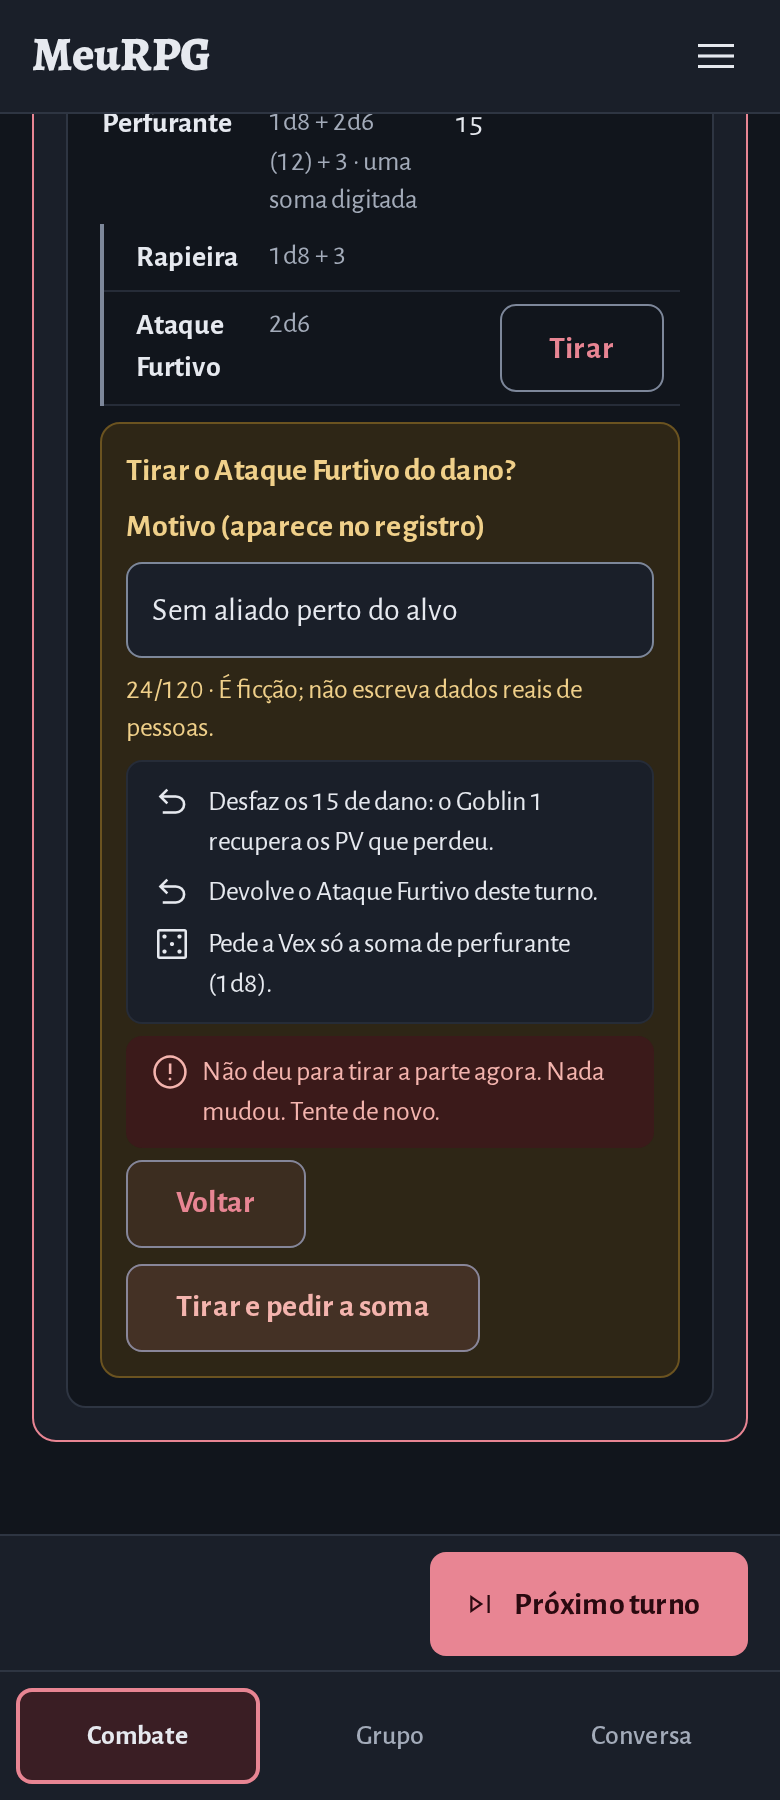 MeuRPG
Perfurante 1d8 + 2d6 15
(12) + 3 · uma
soma digitada
Rapieira 1d8 + 3
Ataque 2d6
Furtivo
Tirar
Tirar o Ataque Furtivo do dano?
Motivo (aparece no registro)
Sem aliado perto do alvo
24/120 · É ficção; não escreva dados reais de
pessoas.
Desfaz os 15 de dano: o Goblin 1
recupera os PV que perdeu.
Devolve o Ataque Furtivo deste turno.
Pede a Vex só a soma de perfurante
(1d8).
Não deu para tirar a parte agora. Nada
mudou. Tente de novo.
Voltar
Tirar e pedir a soma
Próximo turno
Combate Grupo Conversa